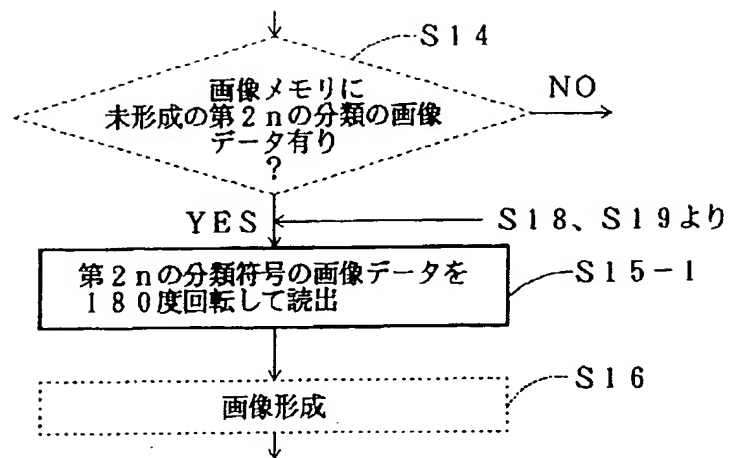 S14
画像メモリに
未形成の第2nの分類の画像
データ有り
?
NO
YES
S18、S19より
第2nの分類符号の画像データを
180度回転して読出
S15-1
画像形成
S16